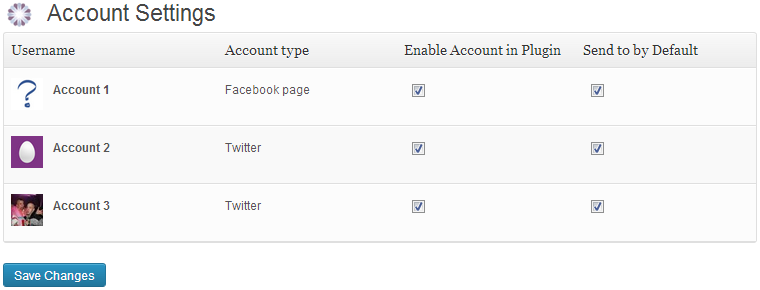 Account Settings
Username Account type Enable Account in Plugin Send to by Default
Account 1 Facebook page
Account 2 Twitter
Account 3 Twitter
Save Changes